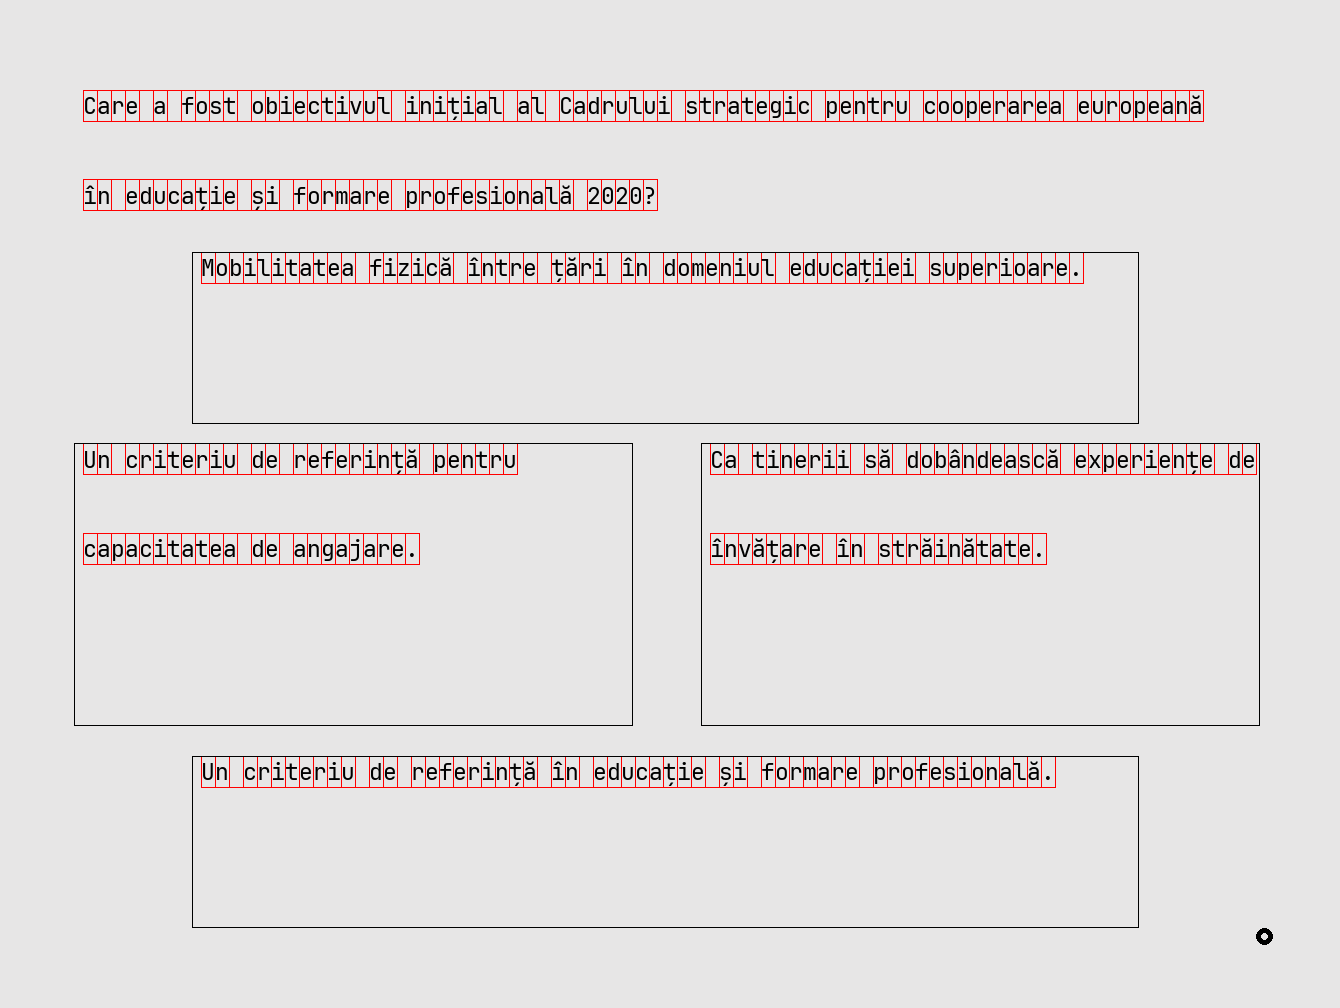 Care a fost obiectivul inițial al Cadrului strategic pentru cooperarea europeană
în educație și formare profesională 2020?
Mobilitatea fizică între țări în domeniul educației superioare.
Un criteriu de referință pentru
capacitatea de angajare.
Ca tinerii să dobândească experiențe de
învățare în străinătate.
Un criteriu de referință în educație și formare profesională.